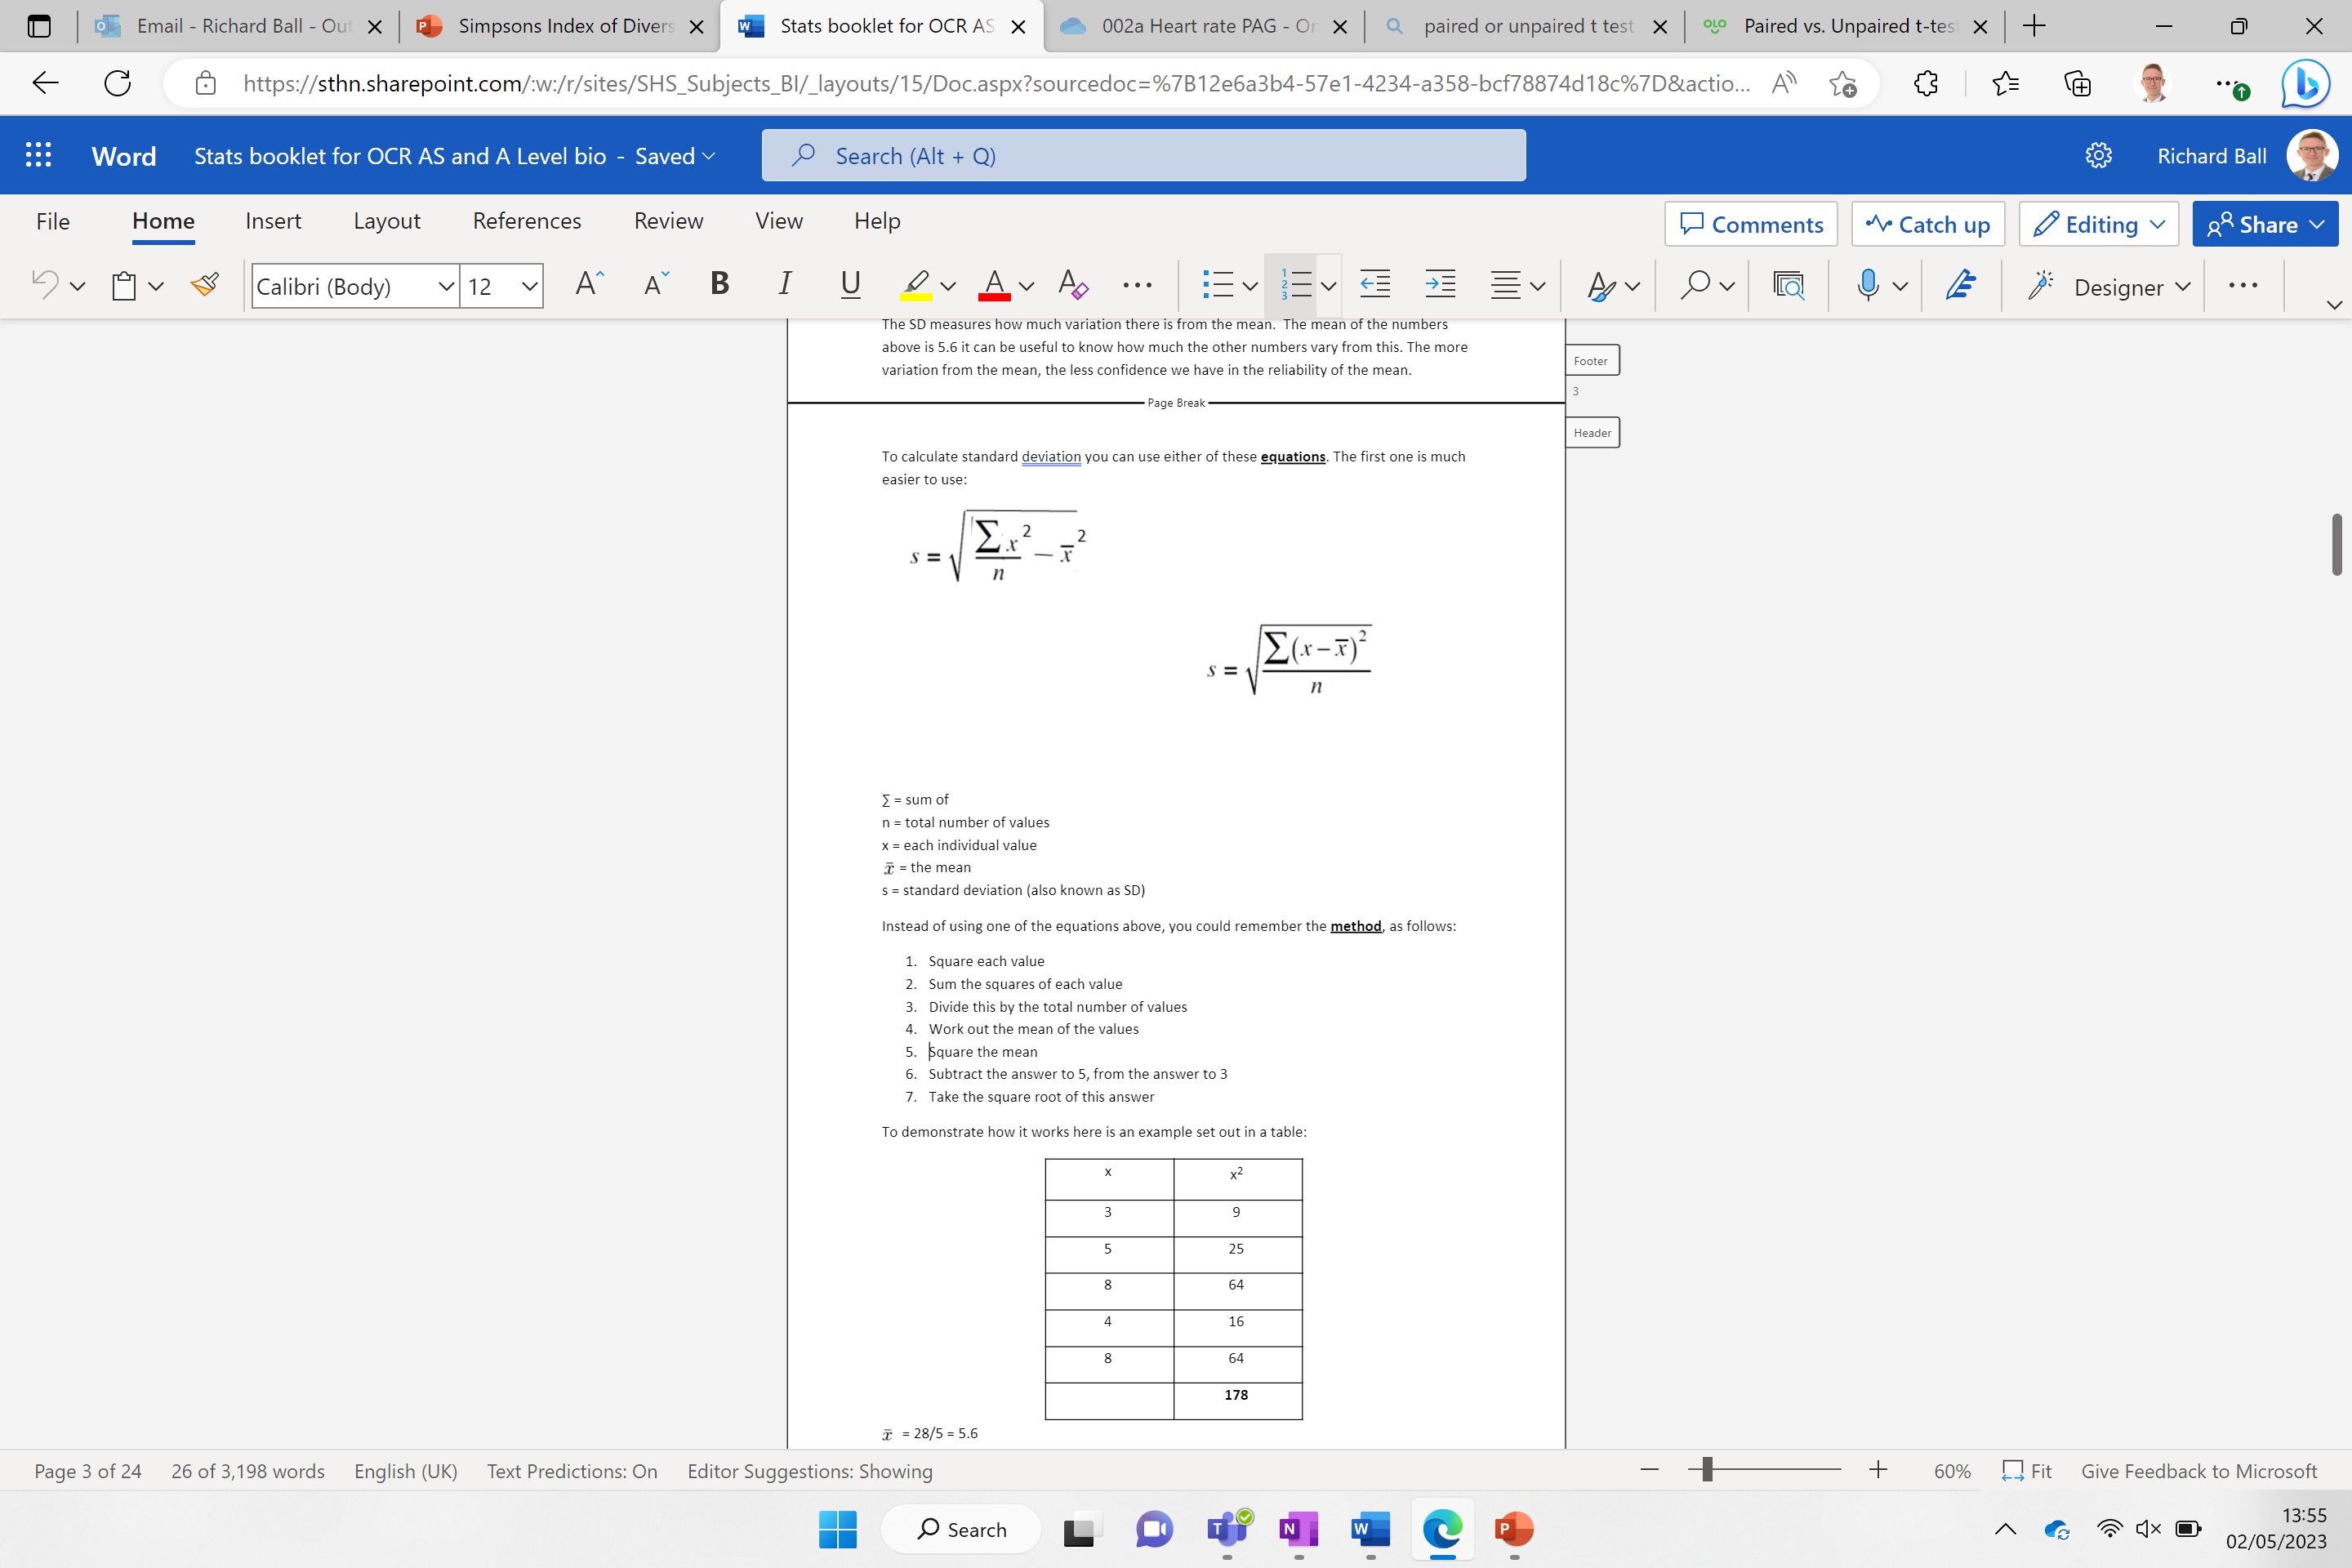 Email - Richard Ball - Out
Simpsons Index of Divers
Stats booklet for OCR AS
002a Heart rate PAG - On
paired or unpaired t test
Paired vs. Unpaired t-tes
https://sthn.sharepoint.com/:w:/r/sites/SHS_Subjects_BI/_layouts/15/Doc.aspx?sourcedoc=%7B12e6a3b4-57e1-4234-a358-bcf78874d18c%7D&actio...
Word Stats booklet for OCR AS and A Level bio - Saved Search (Alt + Q) Richard Ball
File Home Insert Layout References Review View Help Comments Catch up Editing Share
Calibri (Body) 12 Designer
The SD measures how much variation there is from the mean. The mean of the numbers
above is 5.6 it can be useful to know how much the other numbers vary from this. The more
variation from the mean, the less confidence we have in the reliability of the mean.
Footer
3
Page Break
Header
To calculate standard deviation you can use either of these equations. The first one is much
easier to use:
s = √(∑x²/n − x̄²)
s = √(∑(x − x̄)²/n)
∑ = sum of
n = total number of values
x = each individual value
x̄ = the mean
s = standard deviation (also known as SD)
Instead of using one of the equations above, you could remember the method, as follows:
1. Square each value
2. Sum the squares of each value
3. Divide this by the total number of values
4. Work out the mean of the values
5. Square the mean
6. Subtract the answer to 5, from the answer to 3
7. Take the square root of this answer
To demonstrate how it works here is an example set out in a table:
x x²
3 9
5 25
8 64
4 16
8 64
178
x̄ = 28/5 = 5.6
Page 3 of 24 26 of 3,198 words English (UK) Text Predictions: On Editor Suggestions: Showing 60% Fit Give Feedback to Microsoft
Search
13:55
02/05/2023